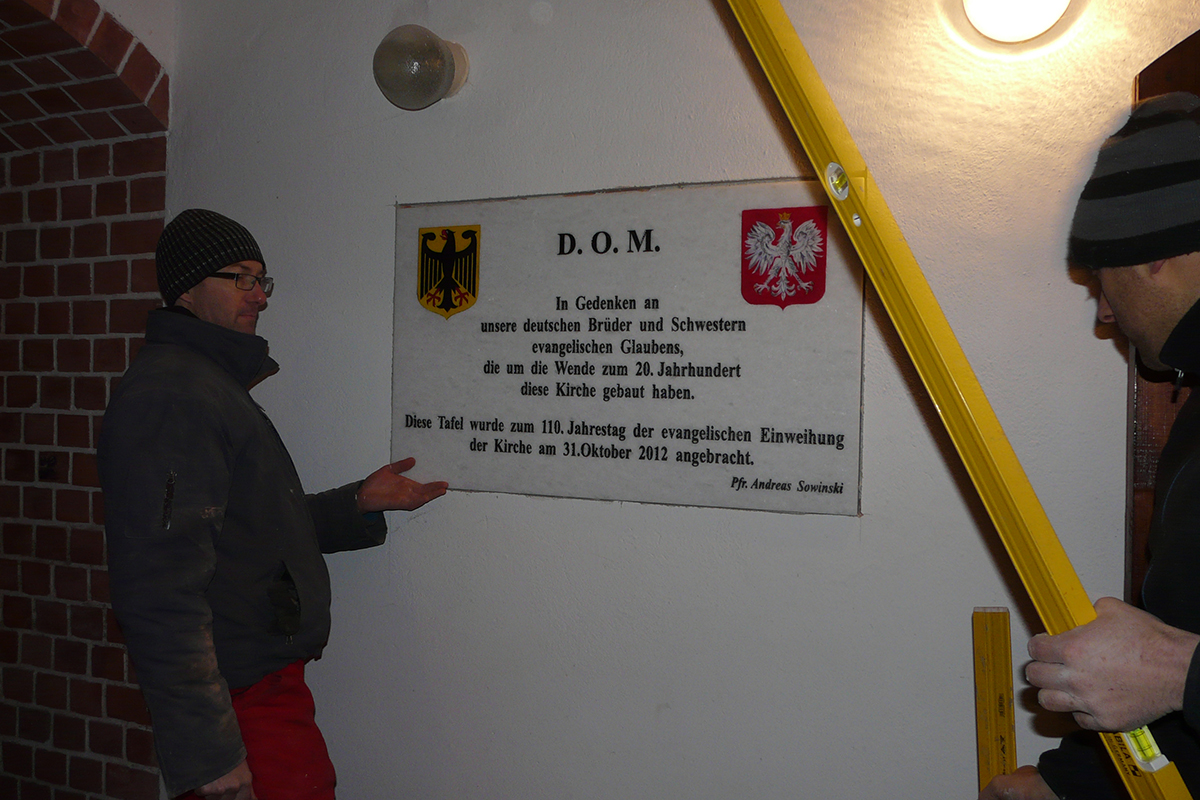 D. O. M.
In Gedenken an
unsere deutschen Brüder und Schwestern
evangelischen Glaubens,
die um die Wende zum 20. Jahrhundert
diese Kirche gebaut haben.
Diese Tafel wurde zum 110. Jahrestag der evangelischen Einweihung
der Kirche am 31.Oktober 2012 angebracht.
Pfr. Andreas Sowinski